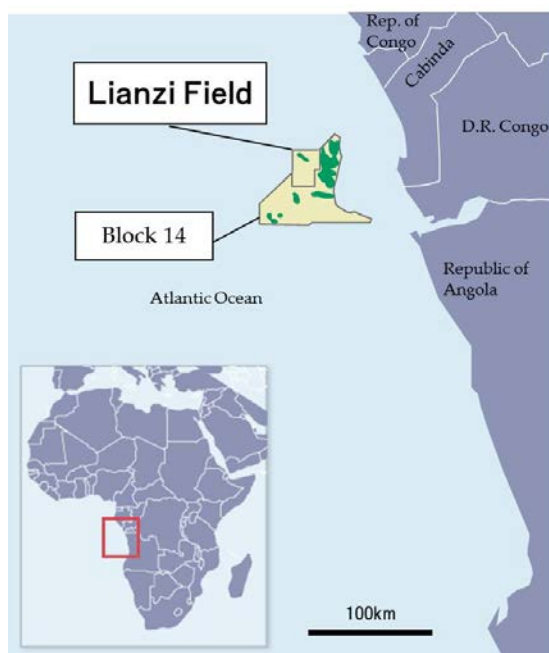 Rep. of
Congo
Cabinda
Lianzi Field
D.R. Congo
Block 14
Republic of
Angola
Atlantic Ocean
100km